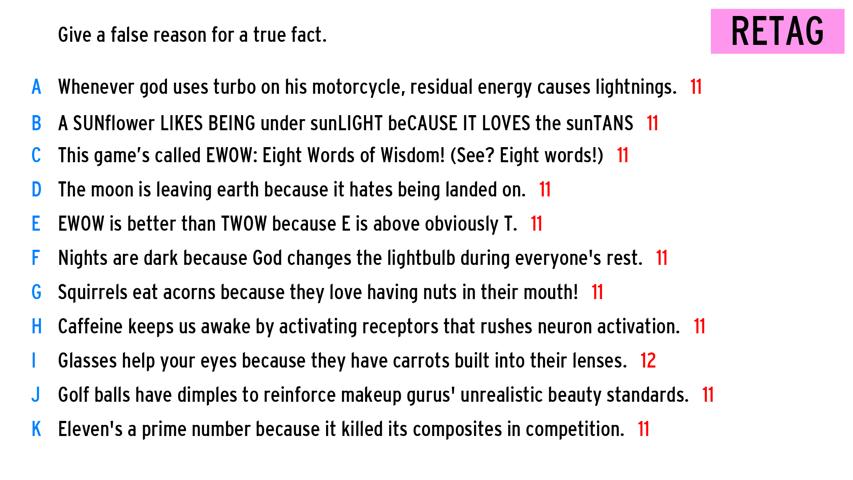 Give a false reason for a true fact.
RETAG
A Whenever god uses turbo on his motorcycle, residual energy causes lightnings. 11
B A SUNflower LIKES BEING under sunLIGHT beCAUSE IT LOVES the sunTANS 11
C This game's called EWOW: Eight Words of Wisdom! (See? Eight words!) 11
D The moon is leaving earth because it hates being landed on. 11
E EWOW is better than TWOW because E is above obviously T. 11
F Nights are dark because God changes the lightbulb during everyone's rest. 11
G Squirrels eat acorns because they love having nuts in their mouth! 11
H Caffeine keeps us awake by activating receptors that rushes neuron activation. 11
I Glasses help your eyes because they have carrots built into their lenses. 12
J Golf balls have dimples to reinforce makeup gurus' unrealistic beauty standards. 11
K Eleven's a prime number because it killed its composites in competition. 11